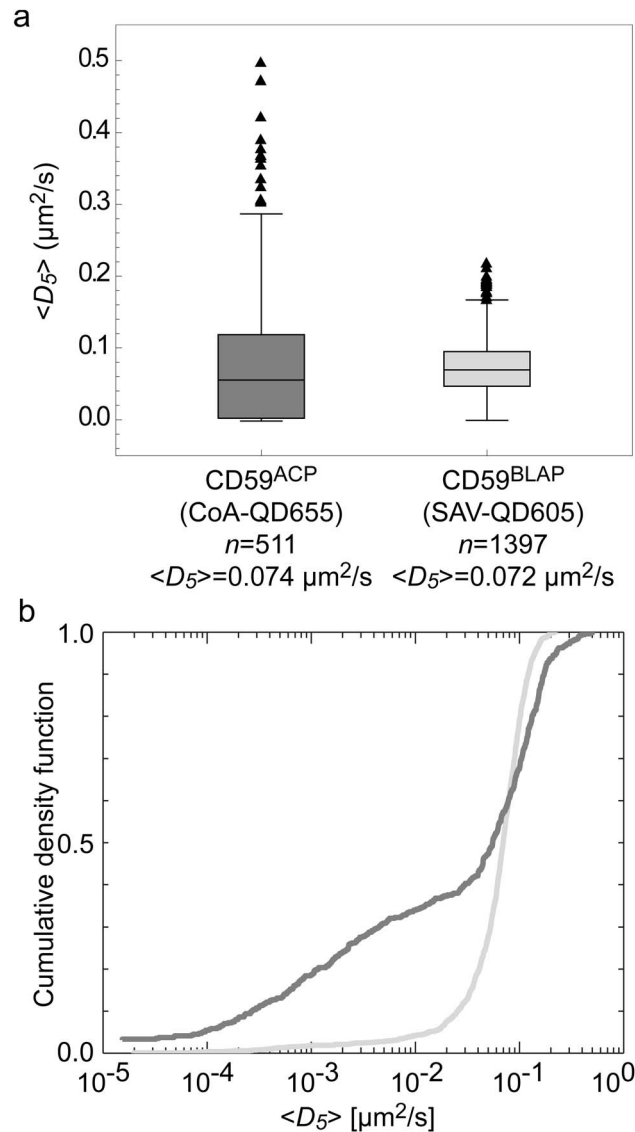 a
0.5
0.4
0.3
0.2
0.1
0.0
<D₅> (µm²/s)
CD59ᴬᶜᴾ CD59ᴮᴸᴬᴾ
(CoA-QD655) (SAV-QD605)
n=511 n=1397
<D₅>=0.074 µm²/s <D₅>=0.072 µm²/s
b
1.0
0.5
0.0
Cumulative density function
10⁻⁵ 10⁻⁴ 10⁻³ 10⁻² 10⁻¹ 10⁰
<D₅> [µm²/s]